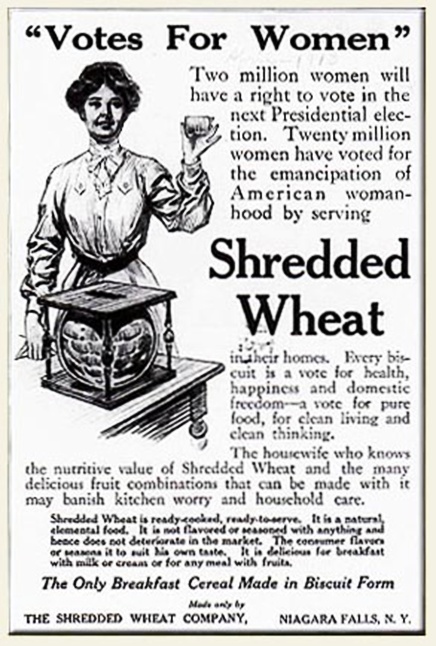 "Votes For Women"
Two million women will
have a right to vote in the
next Presidential elec-
tion. Twenty million
women have voted for
the emancipation of
American woman-
hood by serving
Shredded
Wheat
in their homes. Every bis-
cuit is a vote for health,
happiness and domestic
freedom—a vote for pure
food, for clean living and
clean thinking.
The housewife who knows
the nutritive value of Shredded Wheat and the many
delicious fruit combinations that can be made with it
may banish kitchen worry and household care.
Shredded Wheat is ready-cooked, ready-to-serve. It is a natural,
elemental food. It is not flavored or seasoned with anything and
hence does not deteriorate in the market. The consumer flavors
or seasons it to suit his own taste. It is delicious for breakfast
with milk or cream or for any meal with fruits.
The Only Breakfast Cereal Made in Biscuit Form
Made only by
THE SHREDDED WHEAT COMPANY, NIAGARA FALLS, N. Y.